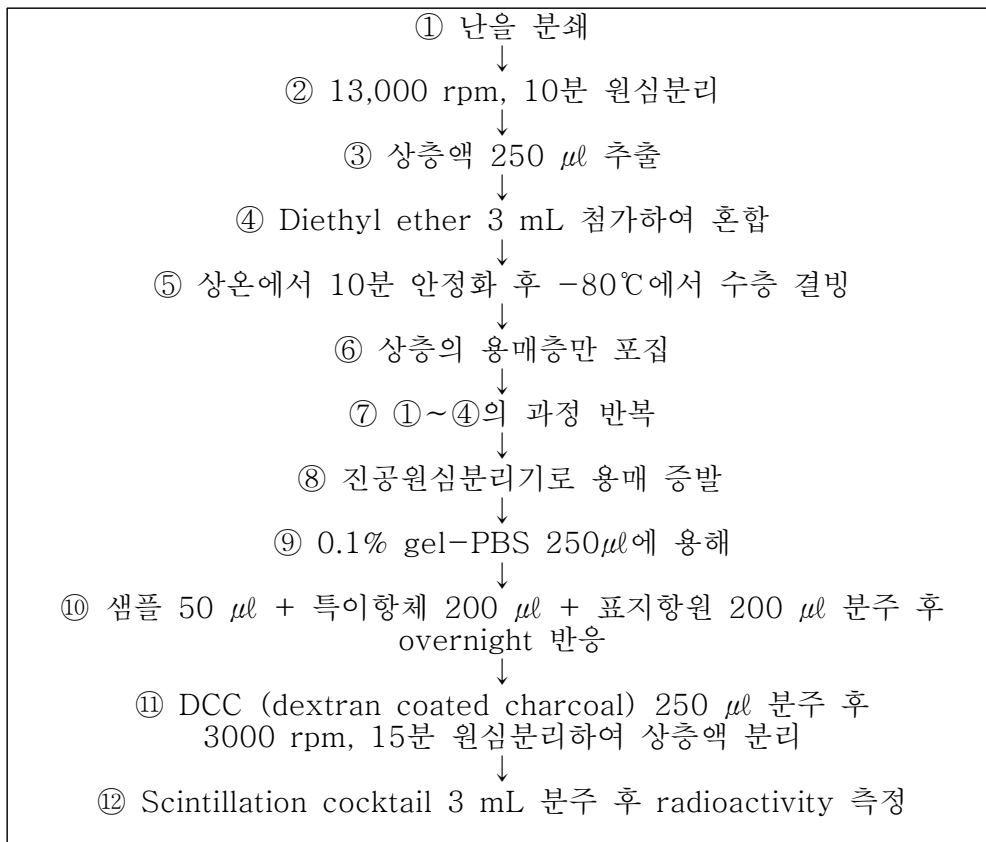 ① 난을 분쇄
↓
② 13,000 rpm, 10분 원심분리
↓
③ 상층액 250 ㎕ 추출
↓
④ Diethyl ether 3 mL 첨가하여 혼합
↓
⑤ 상온에서 10분 안정화 후 -80℃에서 수층 결빙
↓
⑥ 상층의 용매층만 포집
↓
⑦ ①~④의 과정 반복
↓
⑧ 진공원심분리기로 용매 증발
↓
⑨ 0.1% gel-PBS 250㎕에 용해
↓
⑩ 샘플 50 ㎕ + 특이항체 200 ㎕ + 표지항원 200 ㎕ 분주 후
overnight 반응
↓
⑪ DCC (dextran coated charcoal) 250 ㎕ 분주 후
3000 rpm, 15분 원심분리하여 상층액 분리
↓
⑫ Scintillation cocktail 3 mL 분주 후 radioactivity 측정